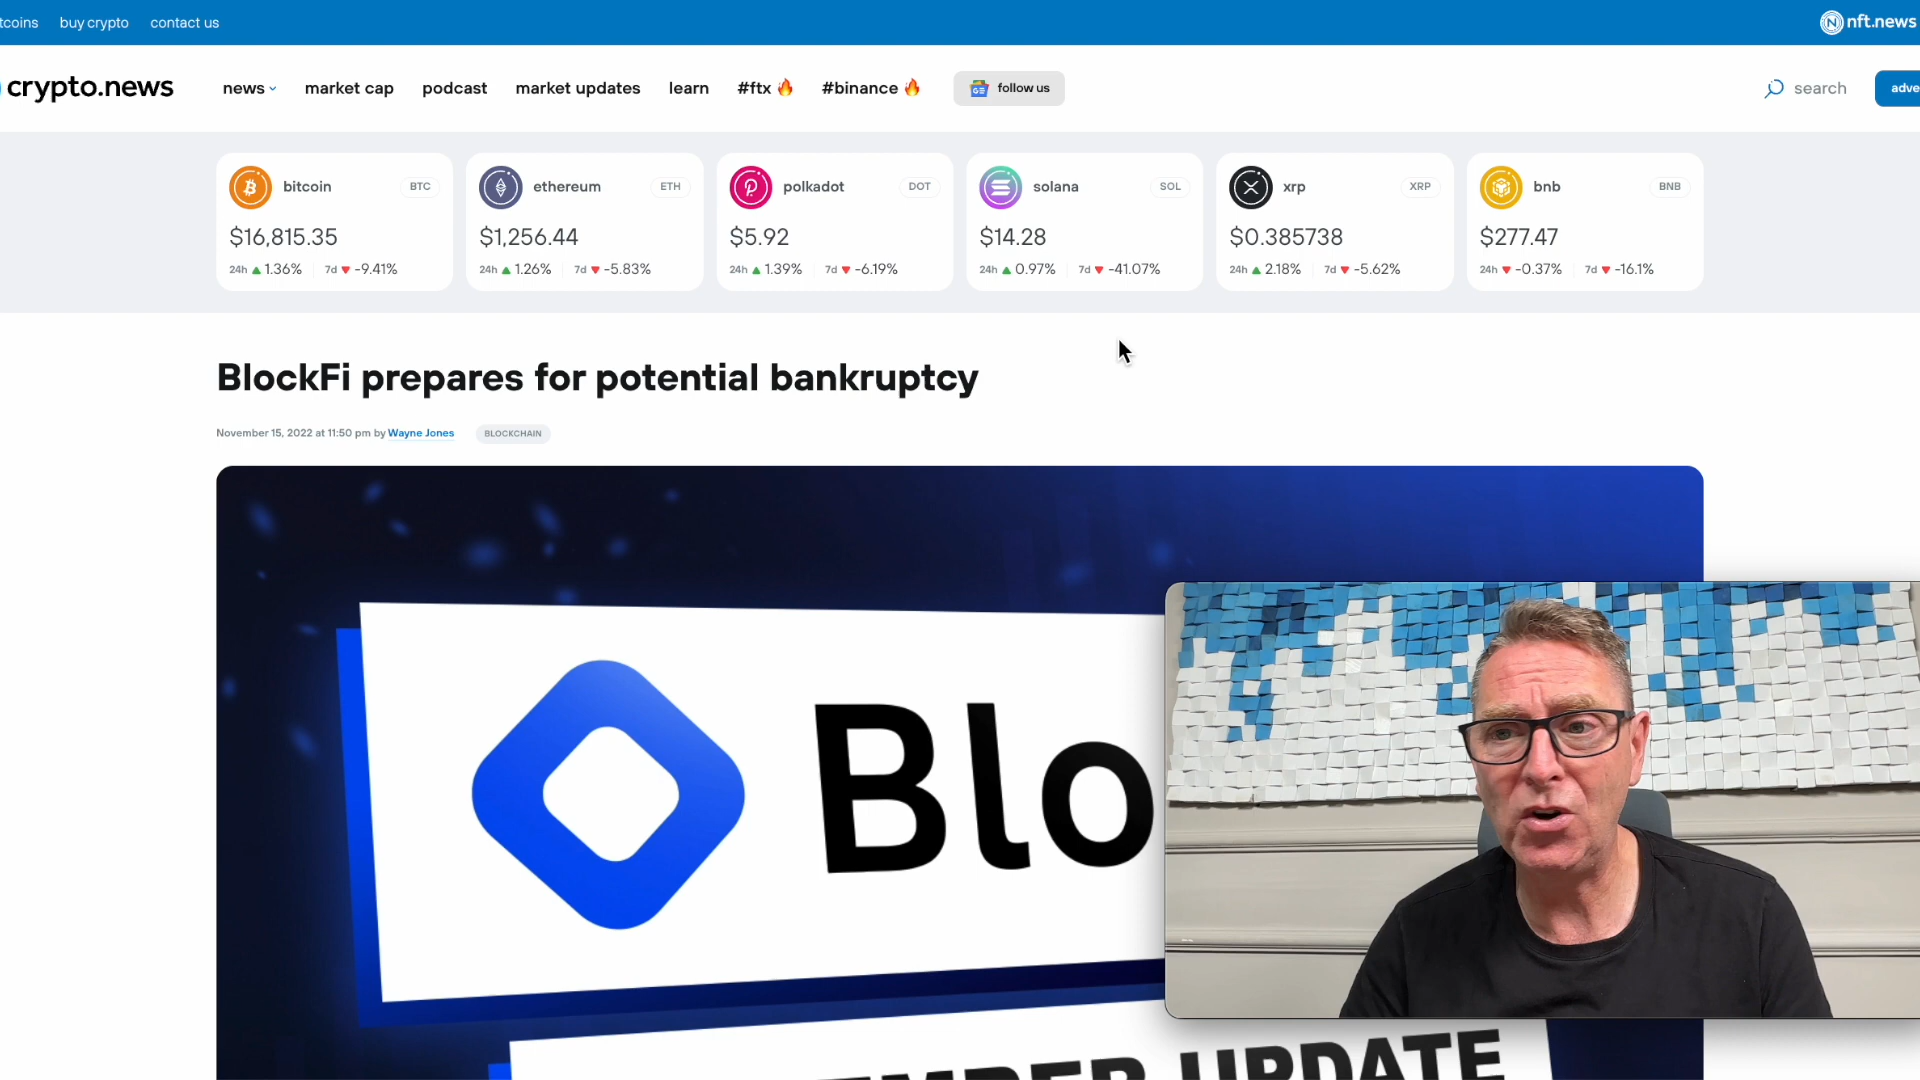 tcoins buy crypto contact us nft.news
crypto.news news market cap podcast market updates learn #ftx 🔥 #binance 🔥 follow us search adve
bitcoin BTC ethereum ETH polkadot DOT solana SOL xrp XRP bnb BNB
$16,815.35 $1,256.44 $5.92 $14.28 $0.385738 $277.47
24h ▲ 1.36% 7d ▼ -9.41% 24h ▲ 1.26% 7d ▼ -5.83% 24h ▲ 1.39% 7d ▼ -6.19% 24h ▲ 0.97% 7d ▼ -41.07% 24h ▲ 2.18% 7d ▼ -5.62% 24h ▼ -0.37% 7d ▼ -16.1%
BlockFi prepares for potential bankruptcy
November 15, 2022 at 11:50 pm by Wayne Jones BLOCKCHAIN
Blo
EMBER UPDATE